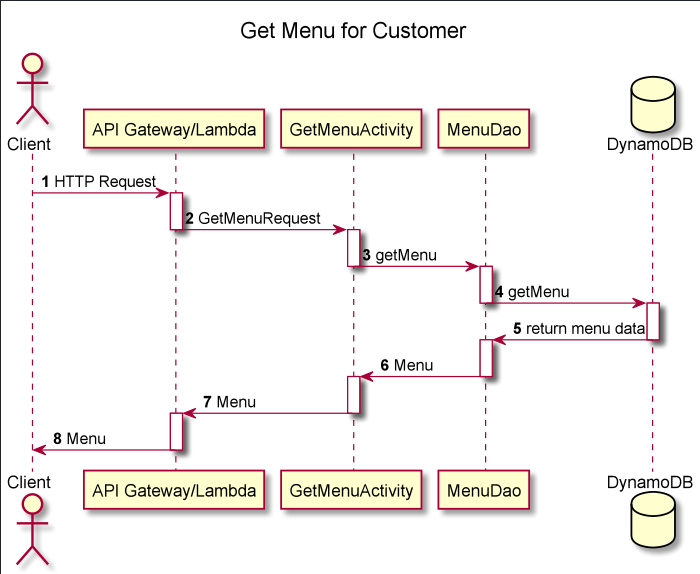 Get Menu for Customer
Client
API Gateway/Lambda
GetMenuActivity
MenuDao
DynamoDB
1 HTTP Request
2 GetMenuRequest
3 getMenu
4 getMenu
5 return menu data
6 Menu
7 Menu
8 Menu
Client
API Gateway/Lambda
GetMenuActivity
MenuDao
DynamoDB